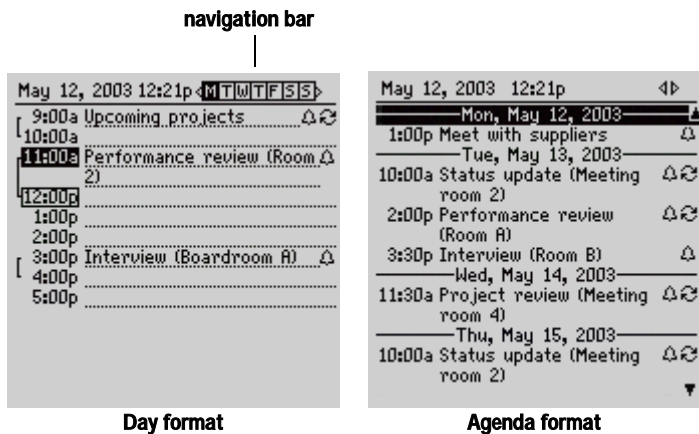 navigation bar
May 12, 2003 12:21p MTWTFSS
9:00a Upcoming projects
10:00a
11:00a Performance review (Room
2)
12:00p
1:00p
2:00p
3:00p Interview (Boardroom A)
4:00p
5:00p
Day format
May 12, 2003 12:21p
Mon, May 12, 2003
1:00p Meet with suppliers
Tue, May 13, 2003
10:00a Status update (Meeting
room 2)
2:00p Performance review
(Room A)
3:30p Interview (Room B)
Wed, May 14, 2003
11:30a Project review (Meeting
room 4)
Thu, May 15, 2003
10:00a Status update (Meeting
room 2)
Agenda format